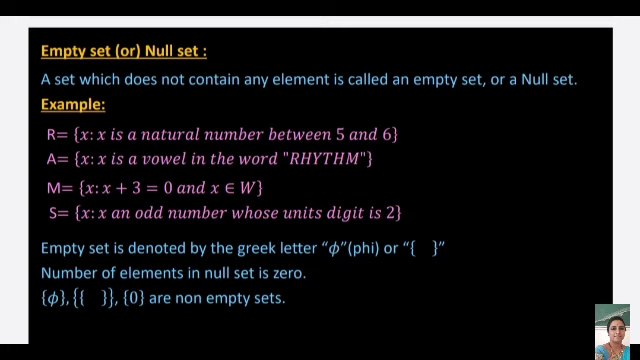 Empty set (or) Null set :
A set which does not contain any element is called an empty set, or a Null set.
Example:
R= {x: x is a natural number between 5 and 6}
A= {x: x is a vowel in the word "RHYTHM"}
M= {x: x + 3 = 0 and x ∈ W}
S= {x: x an odd number whose units digit is 2}
Empty set is denoted by the greek letter “ϕ”(phi) or “{ }”
Number of elements in null set is zero.
{ϕ}, {{ }}, {0} are non empty sets.